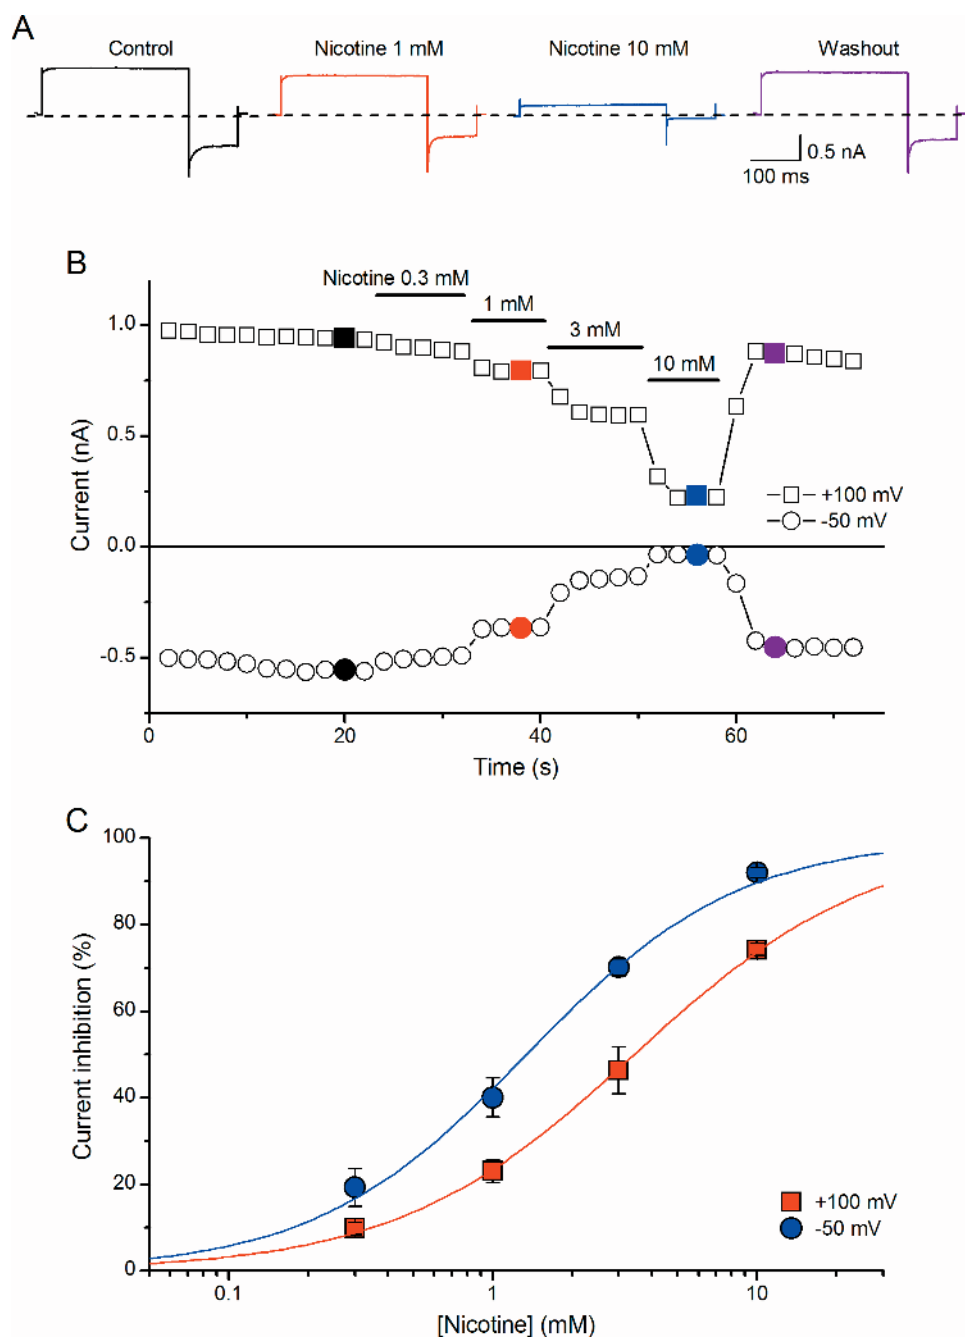 A
Control Nicotine 1 mM Nicotine 10 mM Washout
0.5 nA
100 ms
B
Nicotine 0.3 mM
1 mM
3 mM
10 mM
1.0
0.5
0.0
-0.5
Current (nA)
+100 mV
-50 mV
0 20 40 60
Time (s)
C
100
80
60
40
20
0
Current inhibition (%)
+100 mV
-50 mV
0.1 1 10
[Nicotine] (mM)